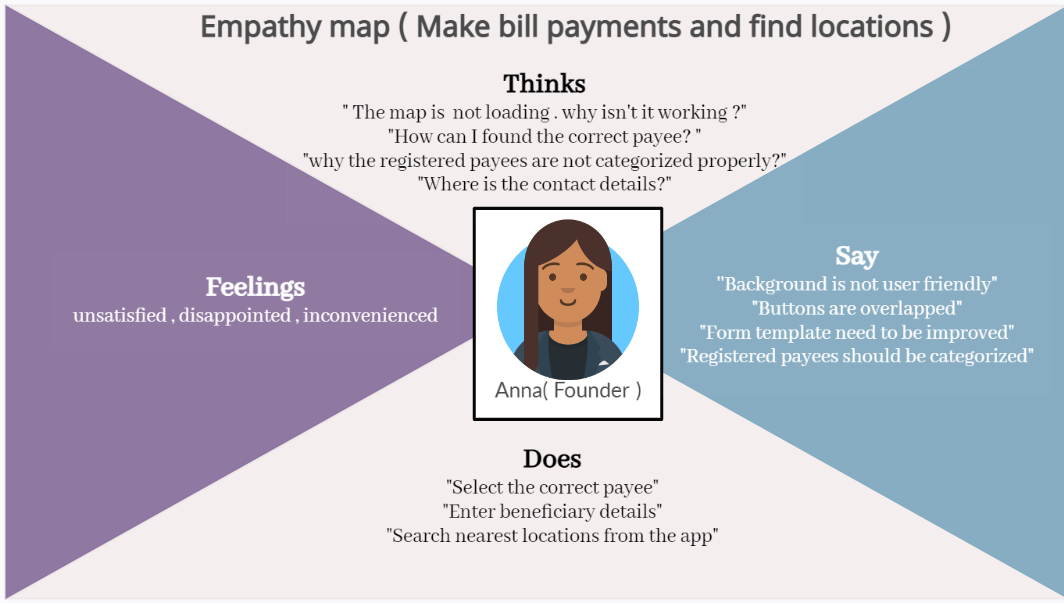 Empathy map ( Make bill payments and find locations )
Thinks
" The map is not loading . why isn't it working ?"
"How can I found the correct payee? "
"why the registered payees are not categorized properly?"
"Where is the contact details?"
Feelings
unsatisfied , disappointed , inconvenienced
Anna( Founder )
Say
"Background is not user friendly"
"Buttons are overlapped"
"Form template need to be improved"
"Registered payees should be categorized"
Does
"Select the correct payee"
"Enter beneficiary details"
"Search nearest locations from the app"